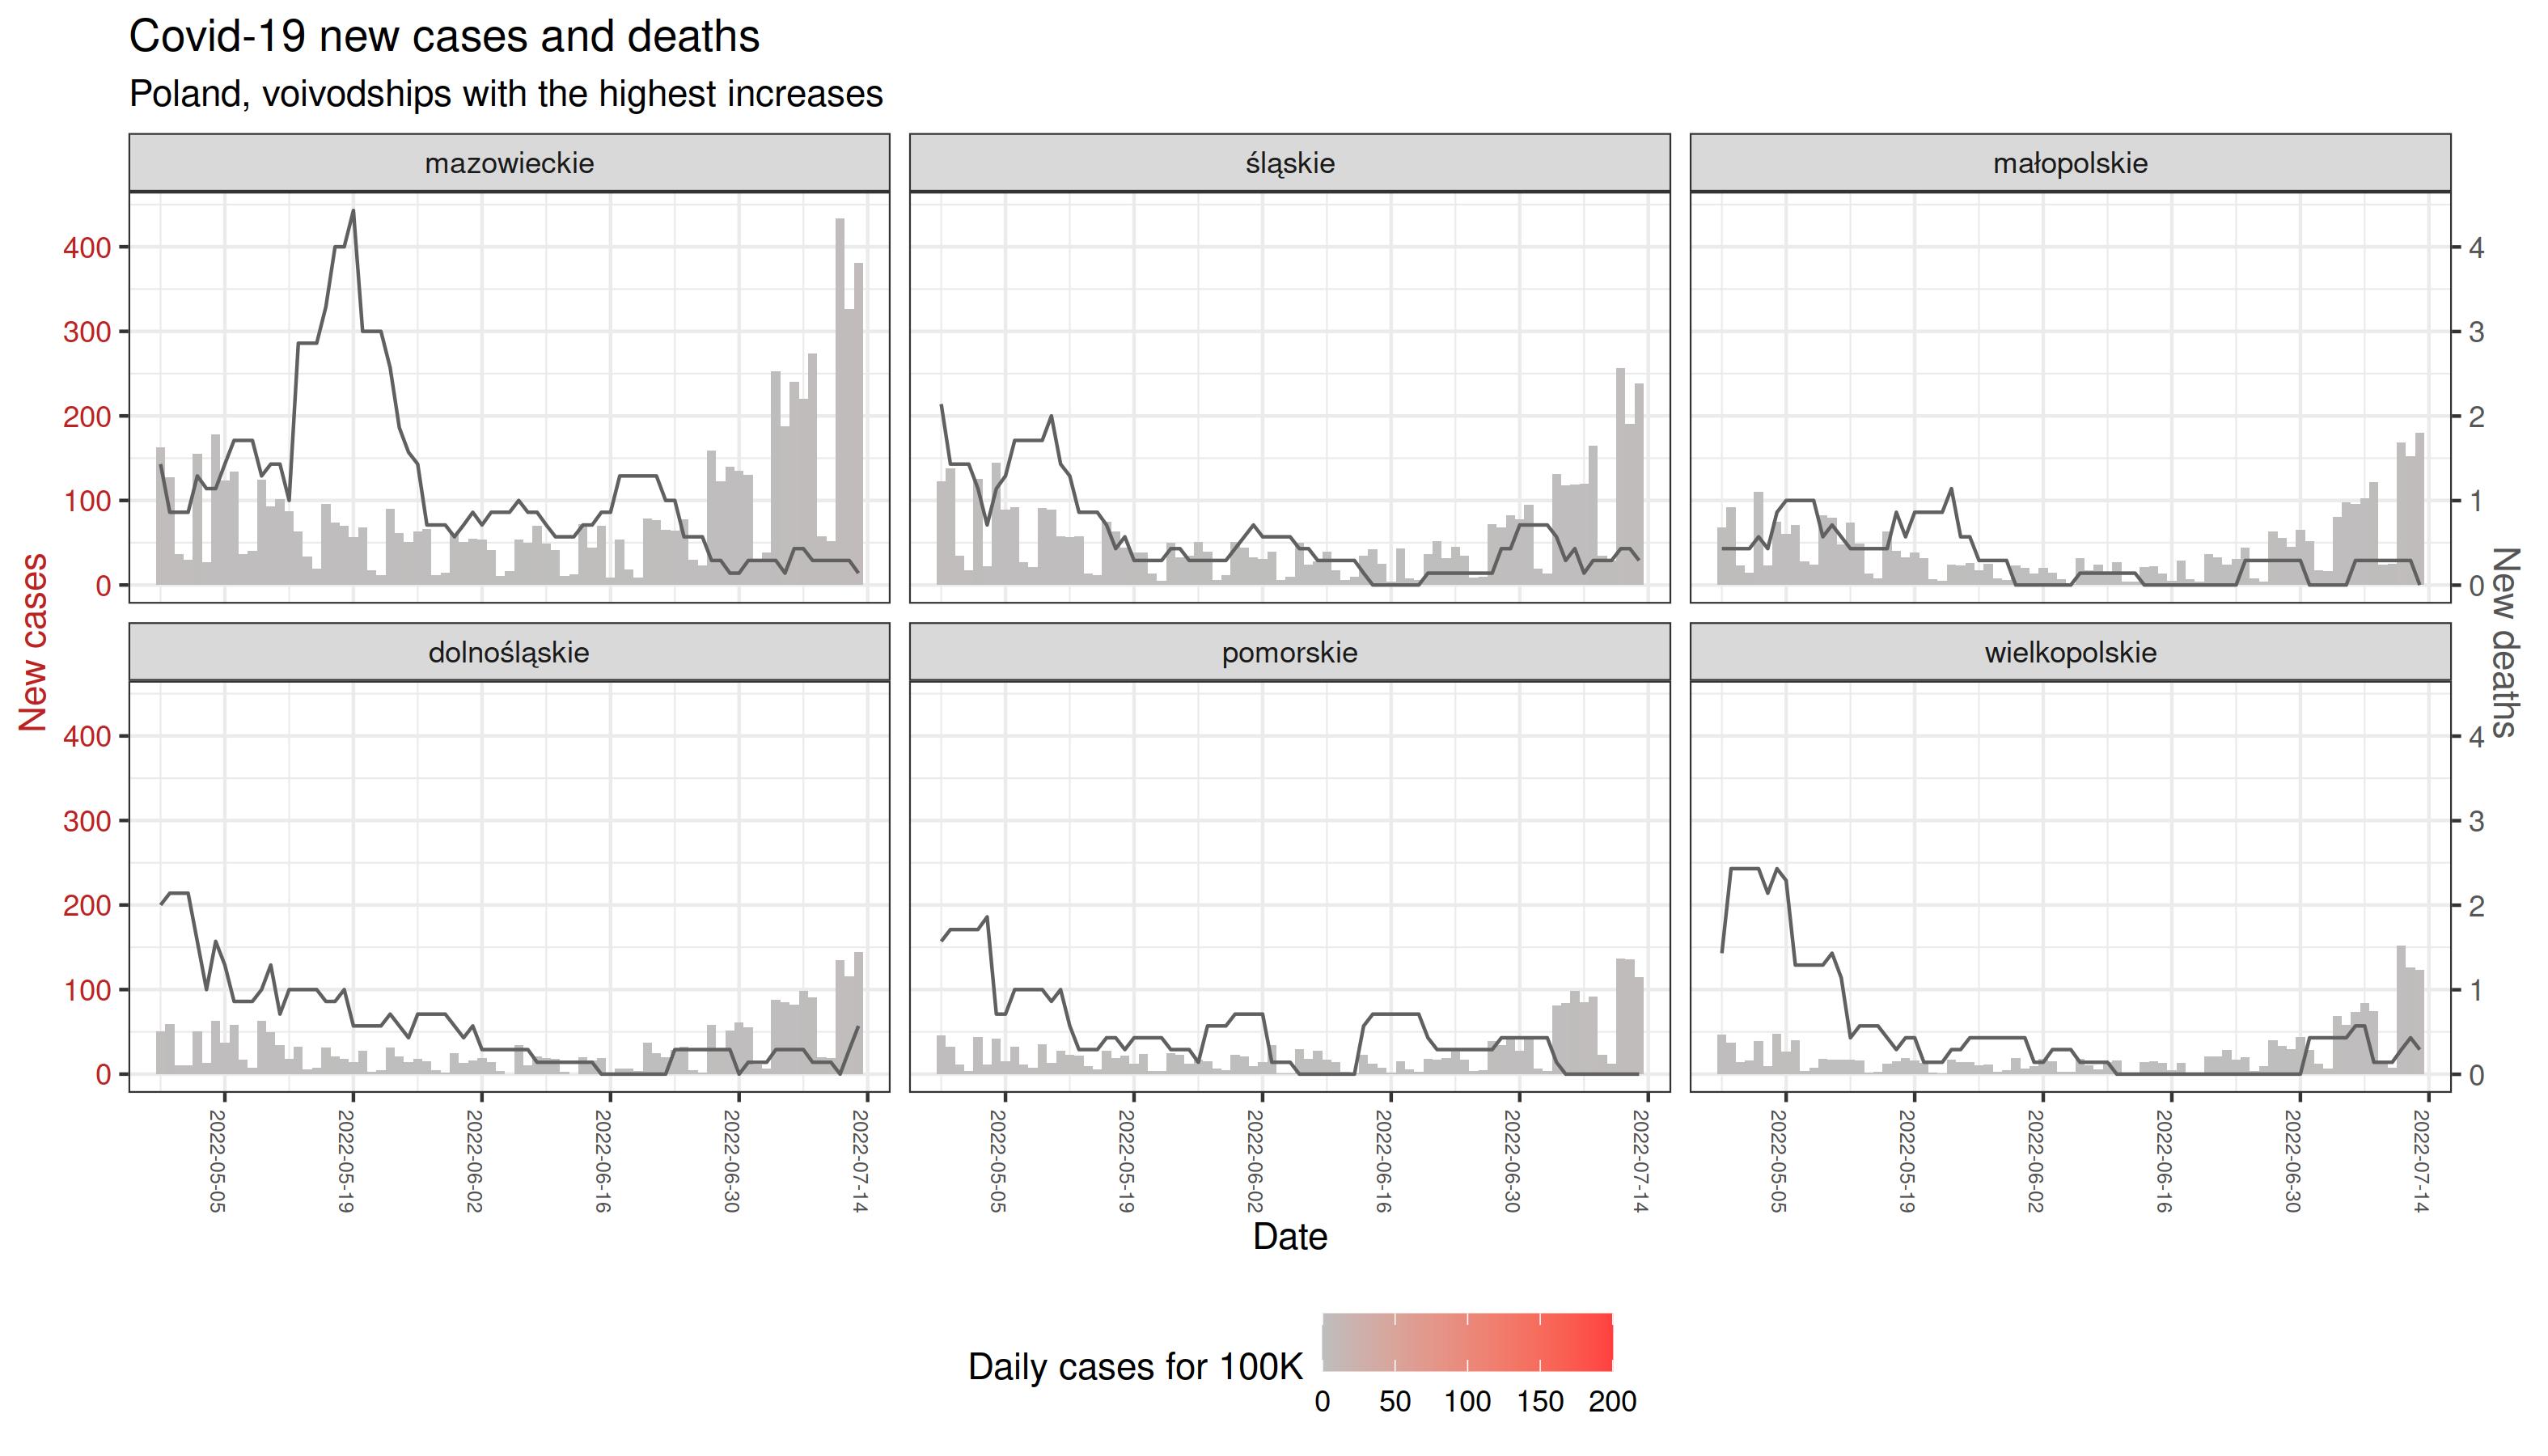 Covid-19 new cases and deaths
Poland, voivodships with the highest increases
mazowieckie
śląskie
małopolskie
400
300
200
100
0
4
3
2
1
0
New cases
New deaths
dolnośląskie
pomorskie
wielkopolskie
400
300
200
100
0
4
3
2
1
0
2022-05-05
2022-05-19
2022-06-02
2022-06-16
2022-06-30
2022-07-14
2022-05-05
2022-05-19
2022-06-02
2022-06-16
2022-06-30
2022-07-14
2022-05-05
2022-05-19
2022-06-02
2022-06-16
2022-06-30
2022-07-14
Date
Daily cases for 100K
0 50 100 150 200